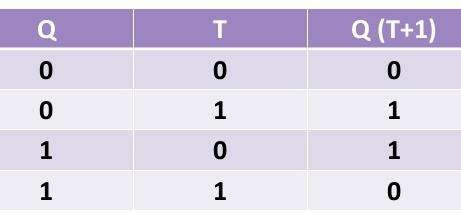 Q T Q (T+1)
0 0 0
0 1 1
1 0 1
1 1 0